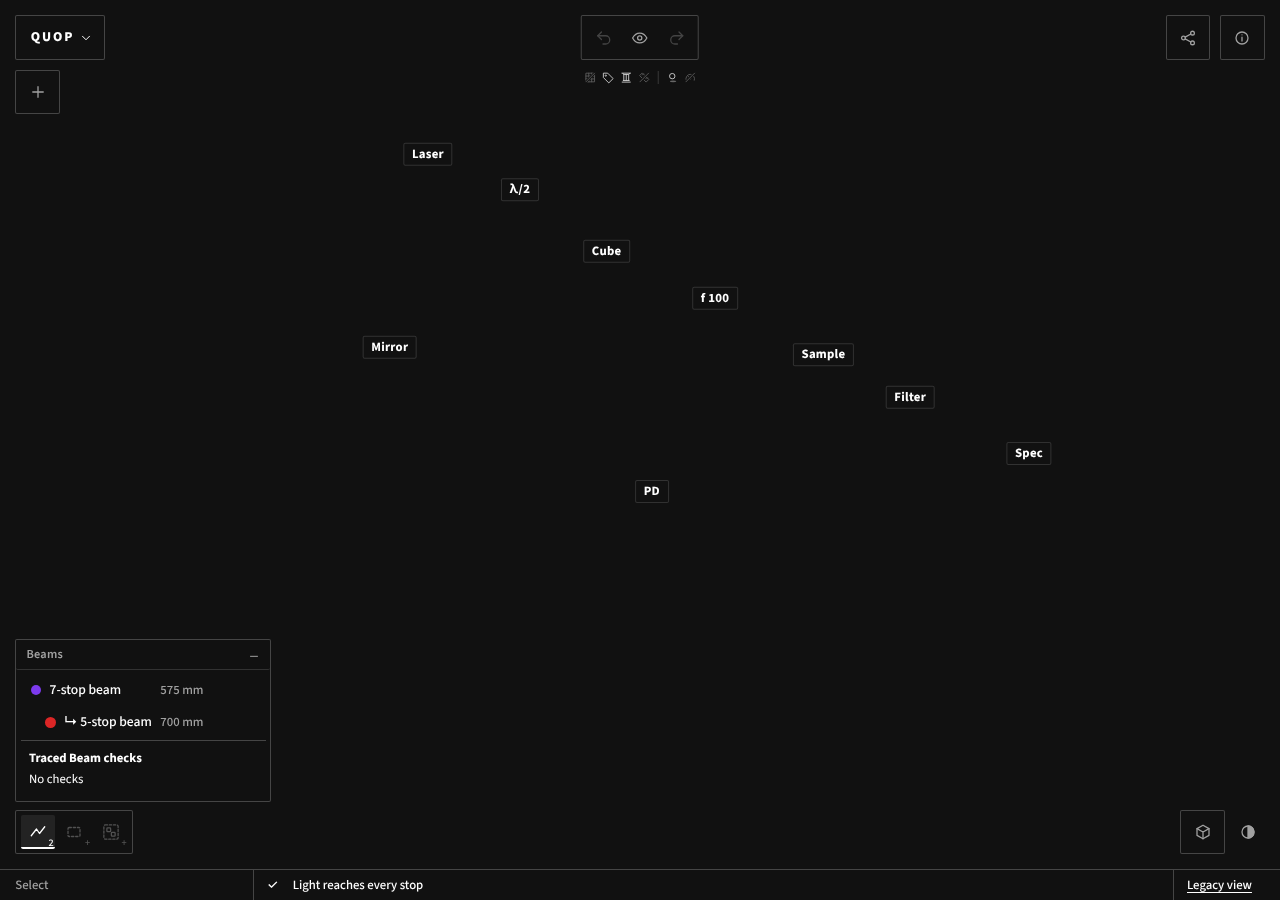 QUOP
Laser
λ/2
Cube
f 100
Mirror
Sample
Filter
Spec
PD
Beams
7-stop beam 575 mm
↳ 5-stop beam 700 mm
Traced Beam checks
No checks
2
Select
Light reaches every stop
Legacy view